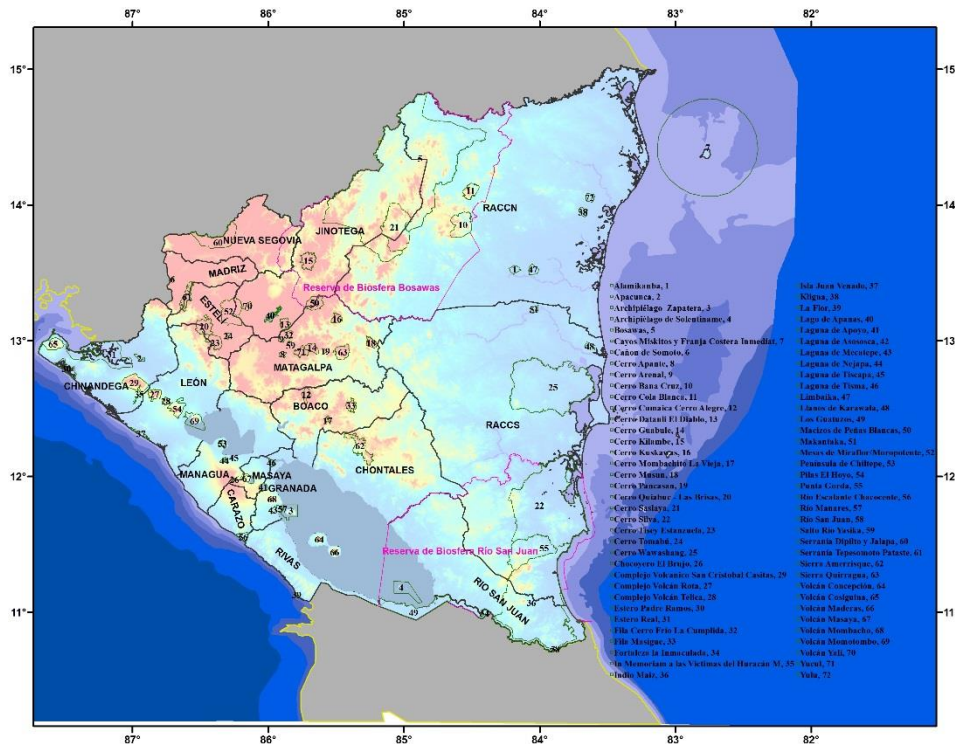 87° 86° 85° 84° 83° 82°
15° 15°
14° 14°
13° 13°
12° 12°
11° 11°
87° 86° 85° 84° 83° 82°
NUEVA SEGOVIA
JINOTEGA
RACCN
MADRIZ
ESTELÍ
Reserva de Biósfera Bosawas
CHINANDEGA
LEÓN
MATAGALPA
BOACO
RACCS
CHONTALES
MANAGUA
MASAYA
GRANADA
CARAZO
RIVAS
Reserva de Biosfera Río San Juan
RIO SAN JUAN
Alamikanba, 1
Apacunca, 2
Archipiélago Zapatera, 3
Archipiélago de Solentiname, 4
Bosawas, 5
Cayos Miskitos y Franja Costera Inmediat, 7
Cañon de Somoto, 6
Cerro Apante, 8
Cerro Arenal, 9
Cerro Bana Cruz, 10
Cerro Cola Blanca, 11
Cerro Cumaica Cerro Alegre, 12
Cerro Datanli El Diablo, 13
Cerro Guabule, 14
Cerro Kilambe, 15
Cerro Kuskawas, 16
Cerro Mombachito La Vieja, 17
Cerro Musun, 18
Cerro Pancasan, 19
Cerro Quiabuc - Las Brisas, 20
Cerro Saslaya, 21
Cerro Silva, 22
Cerro Tisey Estanzuela, 23
Cerro Tomabú, 24
Cerro Wawashang, 25
Chocoyero El Brujo, 26
Complejo Volcanico San Cristobal Casitas, 29
Complejo Volcán Rota, 27
Complejo Volcán Telica, 28
Estero Padre Ramos, 30
Estero Real, 31
Fila Cerro Frio La Cumplida, 32
Fila Masigue, 33
Fortaleza la Inmaculada, 34
In Memoriam a las Victimas del Huracán M, 35
Indio Maíz, 36
Isla Juan Venado, 37
Kligna, 38
La Flor, 39
Lago de Apanas, 40
Laguna de Apoyo, 41
Laguna de Asososca, 42
Laguna de Mecatepe, 43
Laguna de Nejapa, 44
Laguna de Tiscapa, 45
Laguna de Tisma, 46
Limbaika, 47
Llanos de Karawala, 48
Los Guatuzos, 49
Macizos de Peñas Blancas, 50
Makantaka, 51
Mesas de Miraflor/Moropotente, 52
Península de Chiltepe, 53
Pilas El Hoyo, 54
Punta Gorda, 55
Río Escalante Chacocente, 56
Río Manares, 57
Río San Juan, 58
Salto Río Yasika, 59
Serranía Dipilto y Jalapa, 60
Serranía Tepesomoto Pataste, 61
Sierra Amerrisque, 62
Sierra Quirragua, 63
Volcán Concepción, 64
Volcán Cosiguina, 65
Volcán Maderas, 66
Volcán Masaya, 67
Volcán Mombacho, 68
Volcán Momotombo, 69
Volcán Yali, 70
Yucul, 71
Yulu, 72